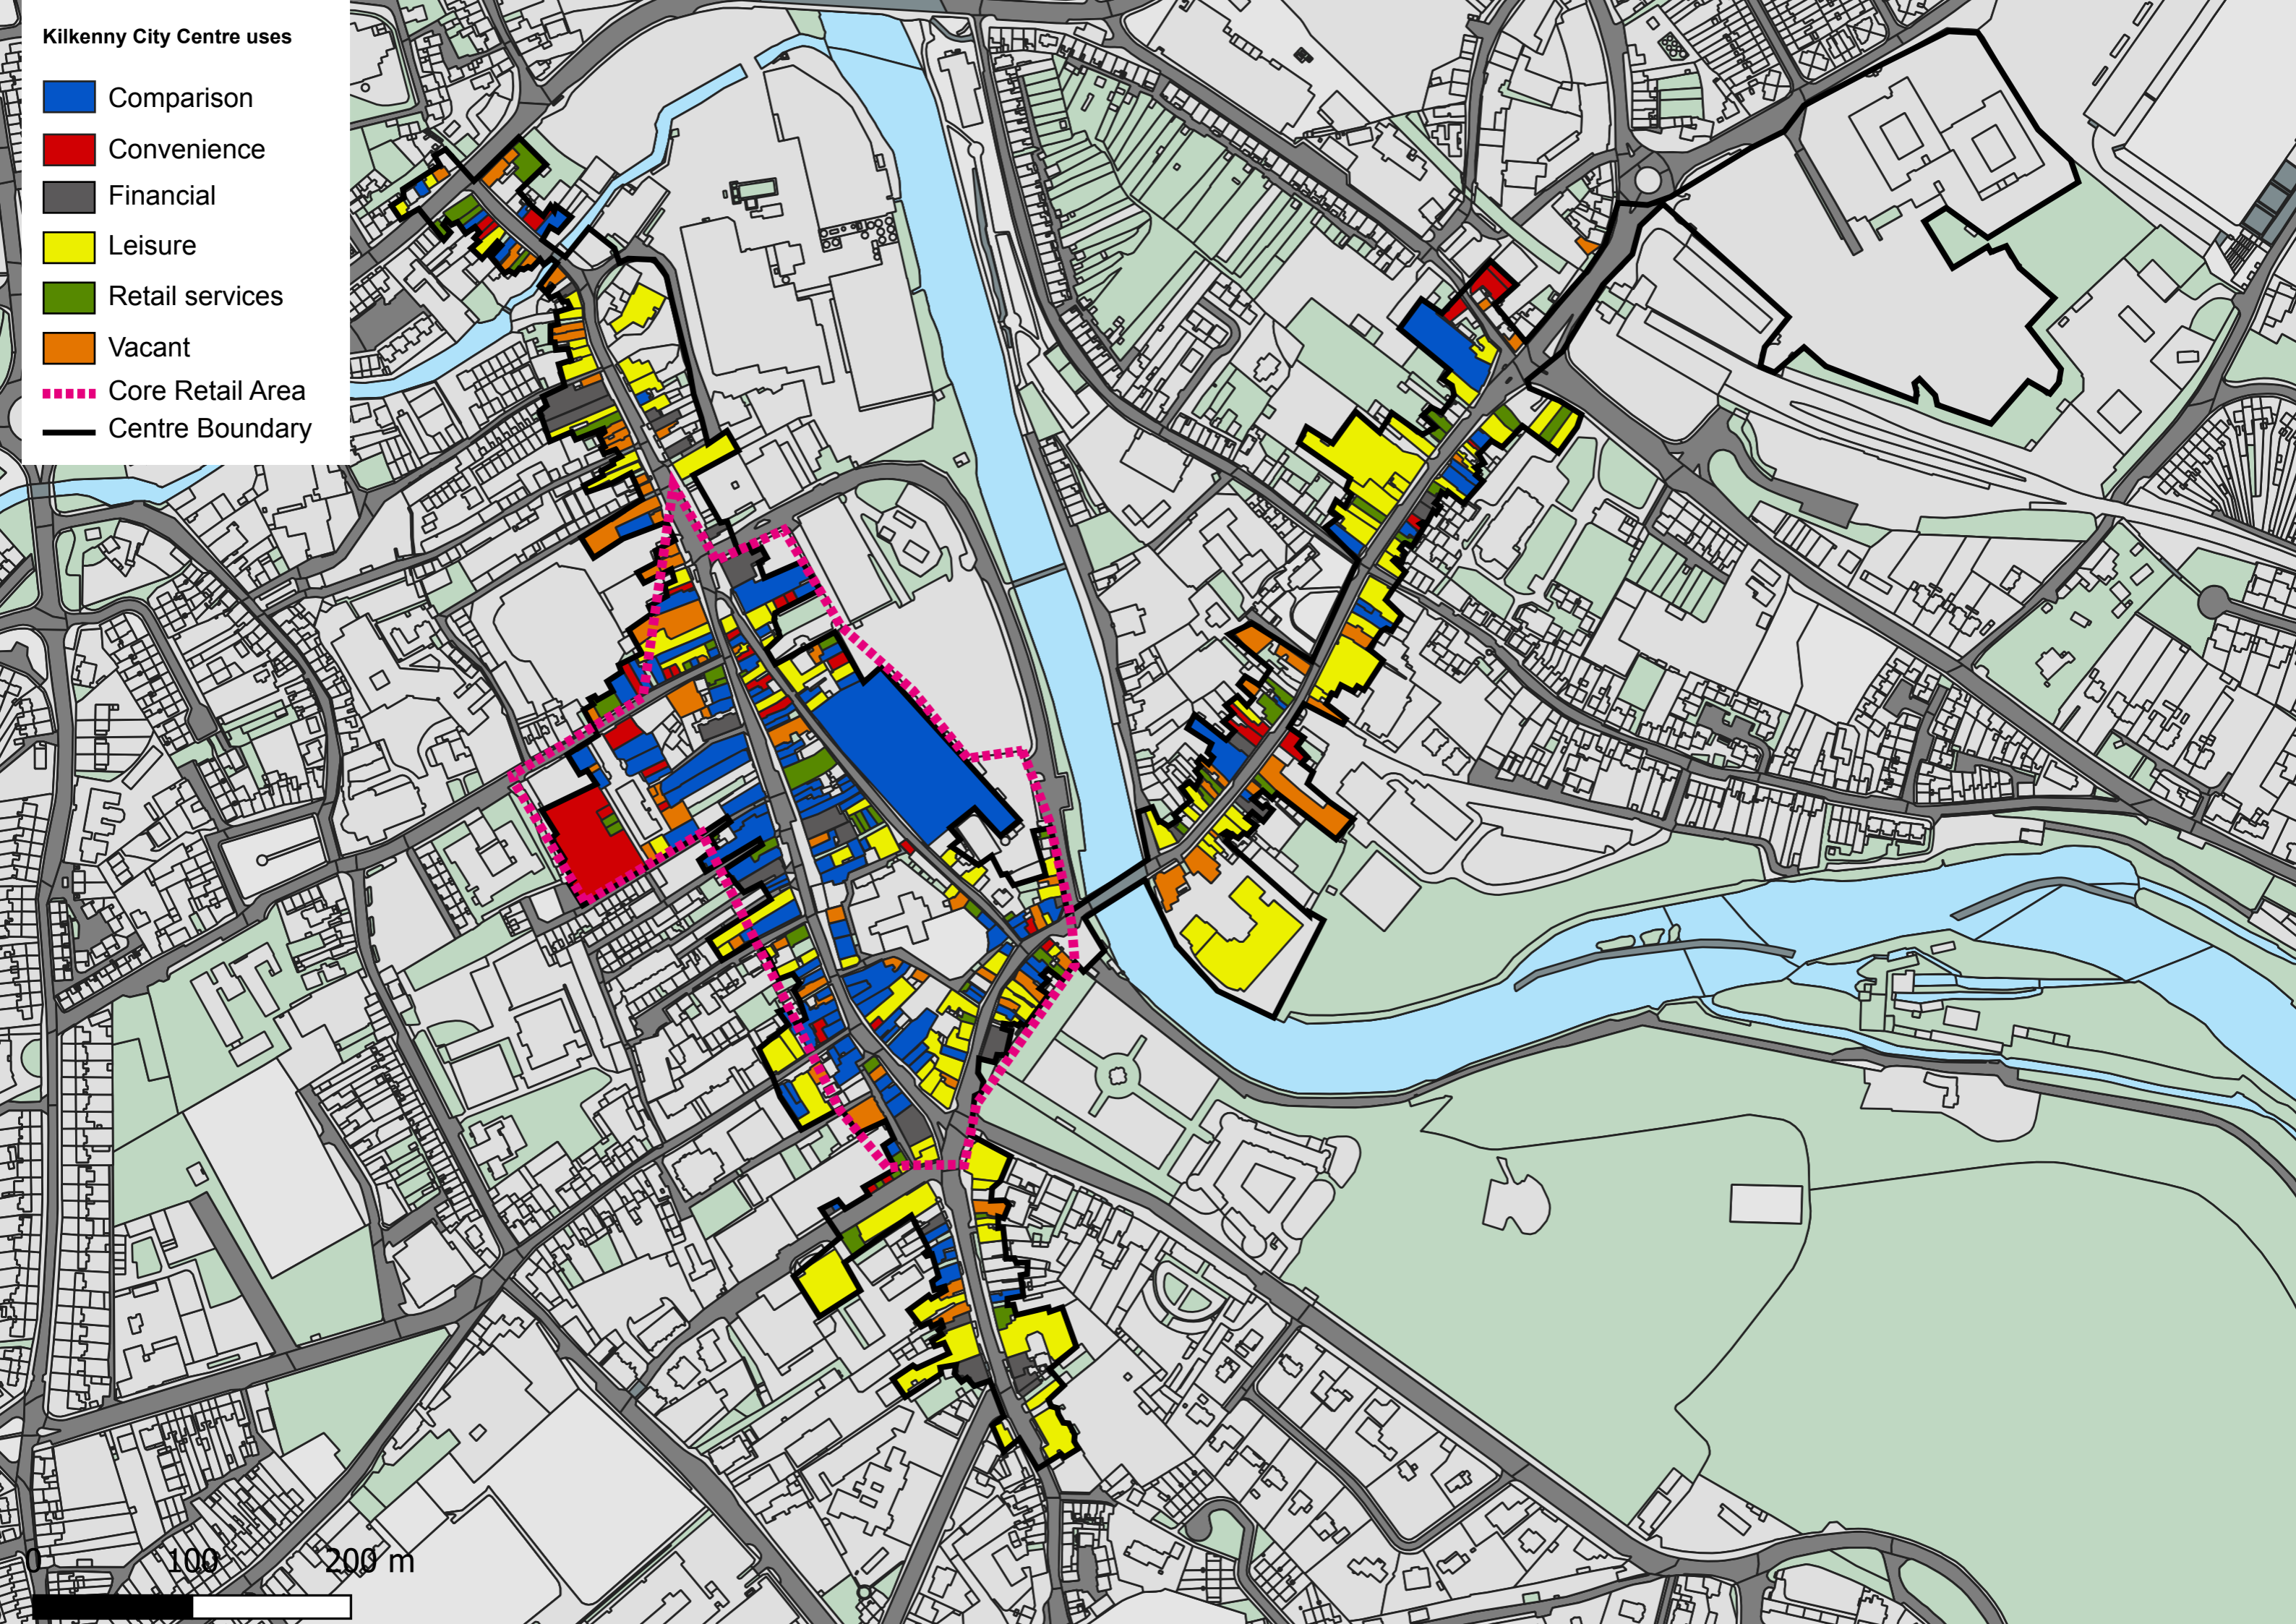 Kilkenny City Centre uses
Comparison
Convenience
Financial
Leisure
Retail services
Vacant
Core Retail Area
Centre Boundary
0 100 200 m